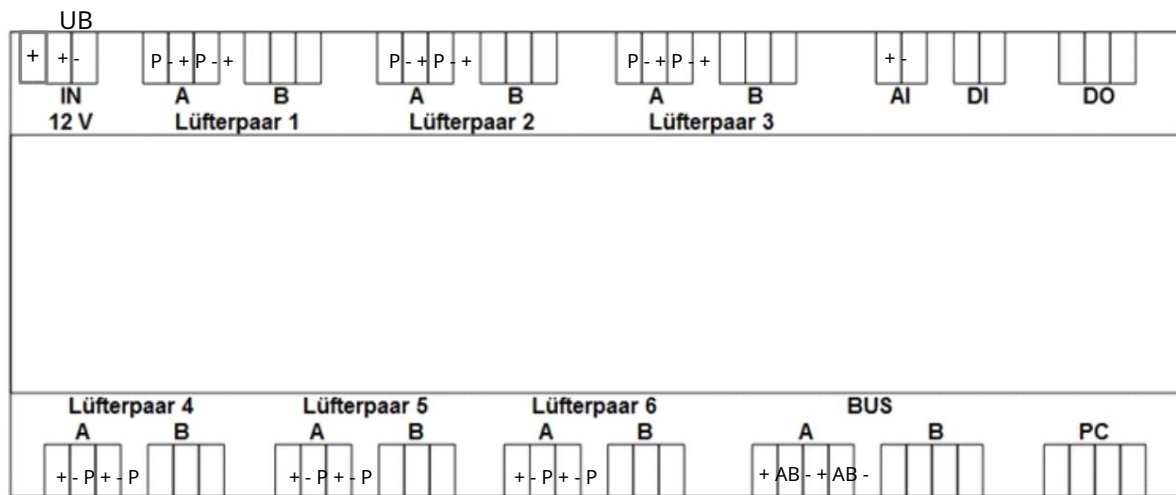 UB
+ + - P - + P - + P - + P - + P - + P - + + -
IN A B A B A B AI DI DO
12 V Lüfterpaar 1 Lüfterpaar 2 Lüfterpaar 3
Lüfterpaar 4 Lüfterpaar 5 Lüfterpaar 6 BUS
A B A B A B A B PC
+ - P + - P + - P + - P + - P + - P + AB - + AB -